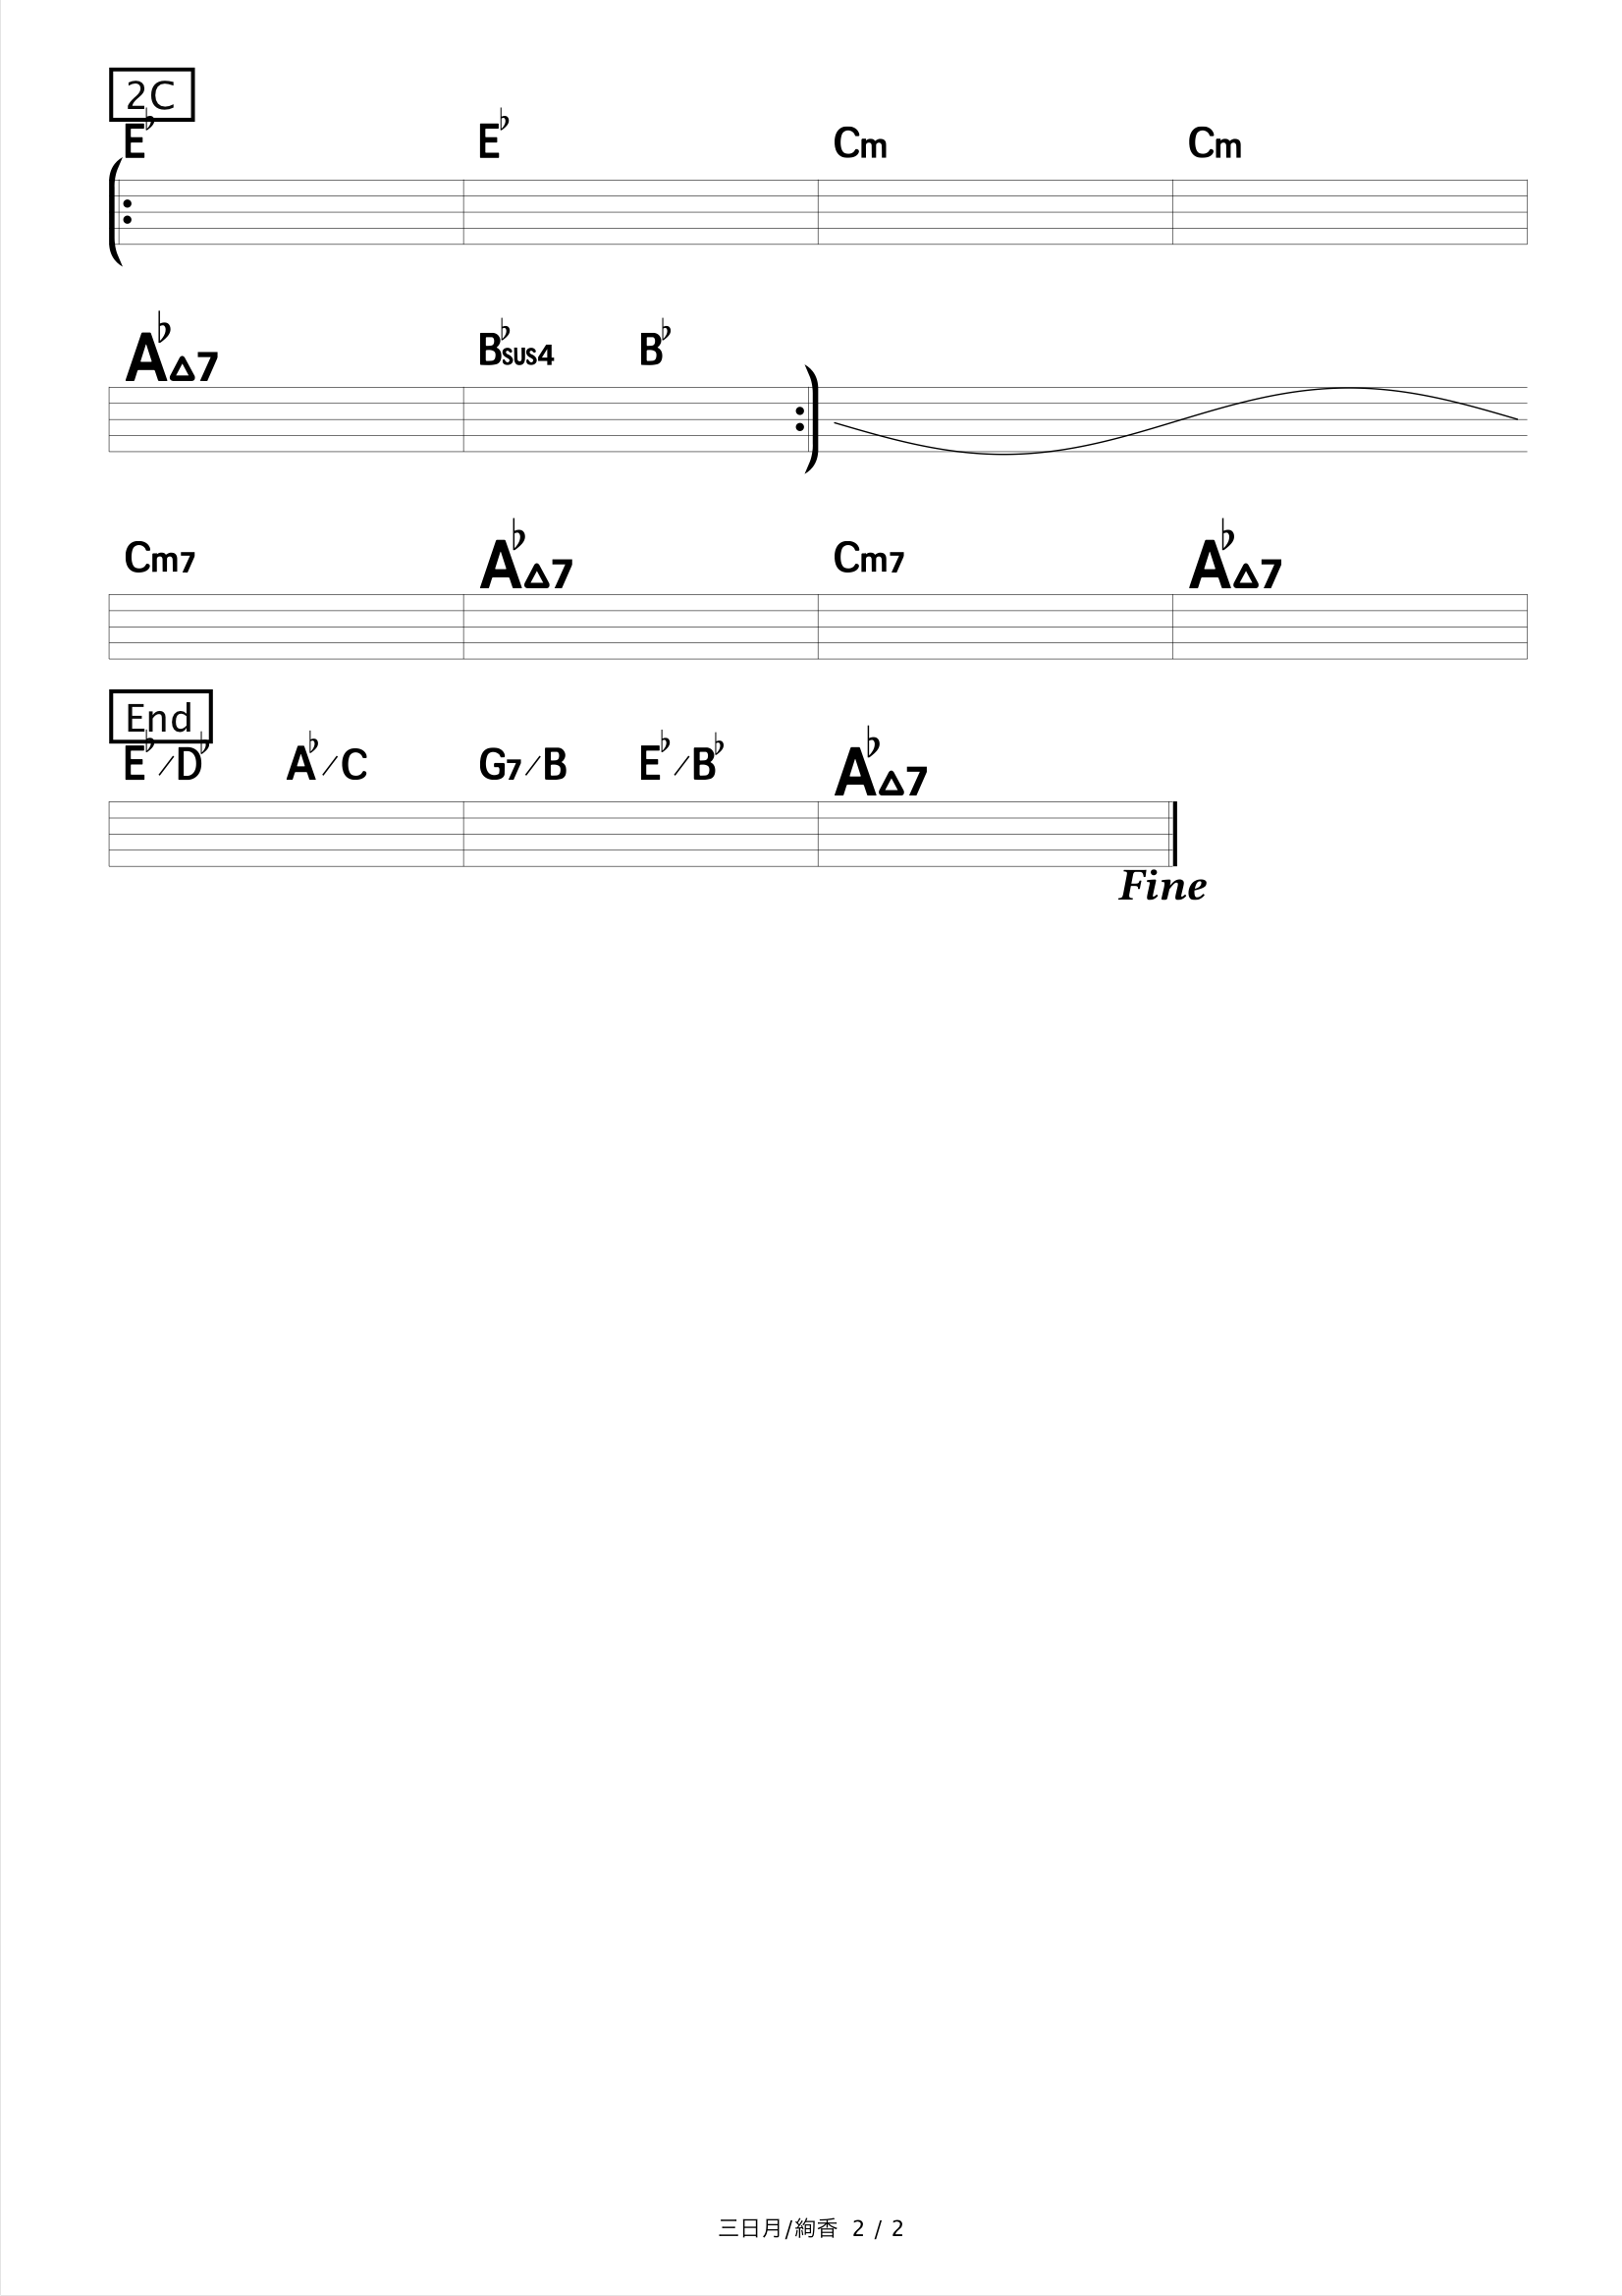 2C
E♭ E♭ Cm Cm
A♭△7 B♭sus4 B♭
Cm7 A♭△7 Cm7 A♭△7
End
E♭/D♭ A♭/C G7/B E♭/B♭ A♭△7
Fine
三日月/絢香 2 / 2